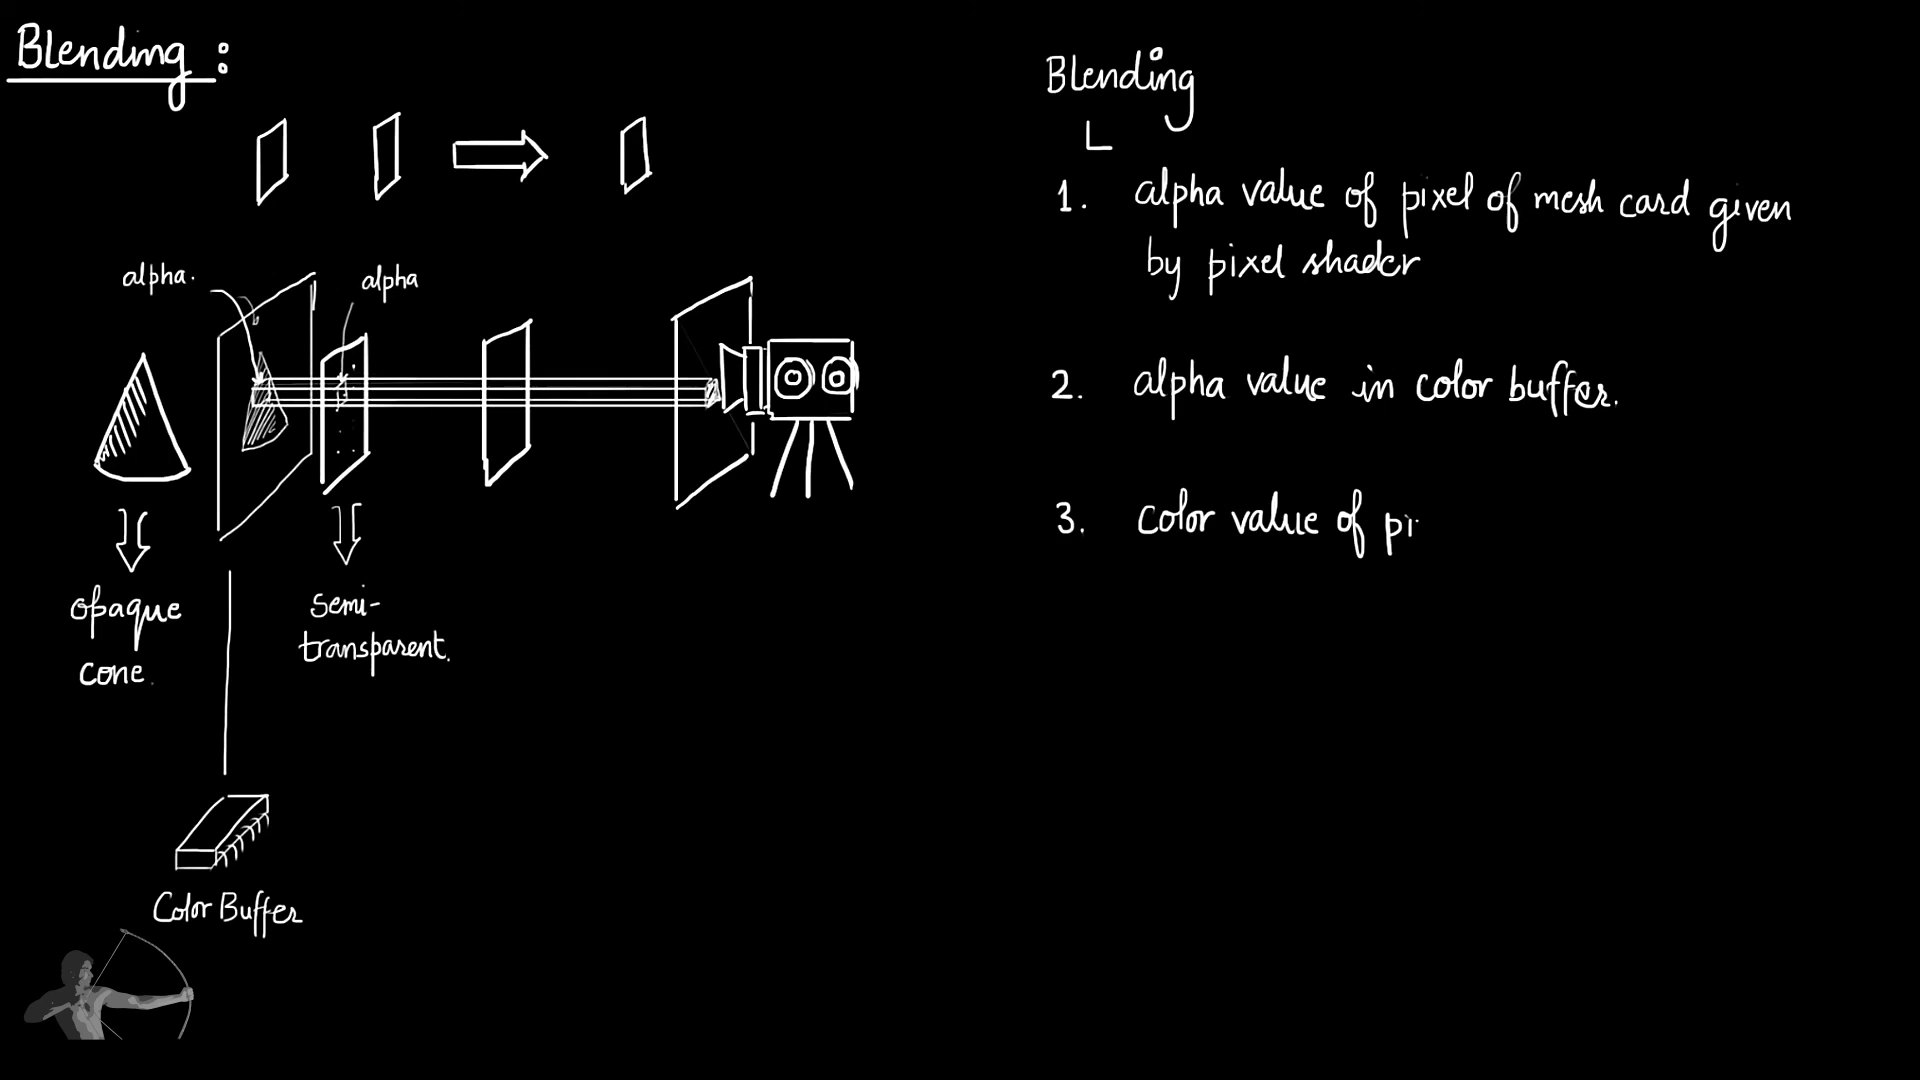 Blending :
alpha.
alpha
opaque
cone.
Semi-
transparent.
Color Buffer
Blending
1. alpha value of pixel of mesh card given
by pixel shader
2. alpha value in color buffer.
3. color value of pi